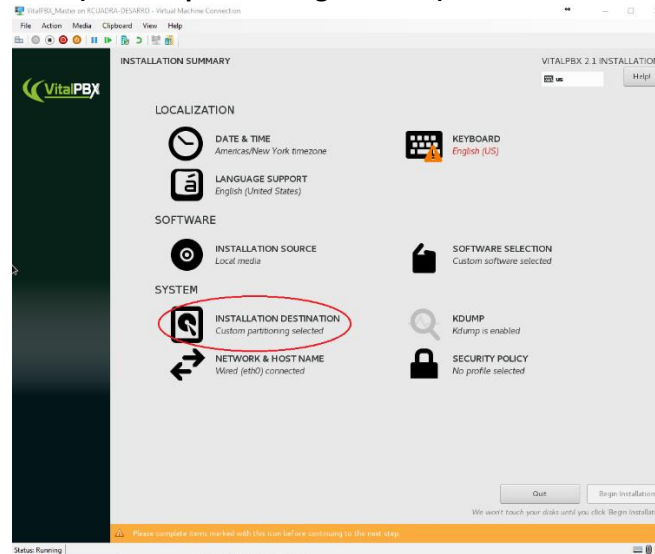 VitalPBX_Master on RCUADRA-DESARRO - Virtual Machine Connection
File Action Media Clipboard View Help
INSTALLATION SUMMARY
VITALPBX 2.1 INSTALLATION
us
Help!
VitalPBX
LOCALIZATION
DATE & TIME
Americas/New York timezone
KEYBOARD
English (US)
LANGUAGE SUPPORT
English (United States)
SOFTWARE
INSTALLATION SOURCE
Local media
SOFTWARE SELECTION
Custom software selected
SYSTEM
INSTALLATION DESTINATION
Custom partitioning selected
KDUMP
Kdump is enabled
NETWORK & HOST NAME
Wired (eth0) connected
SECURITY POLICY
No profile selected
Quit
Begin Installation
We won't touch your disks until you click 'Begin Installati
Please complete items marked with this icon before continuing to the next step.
Status: Running